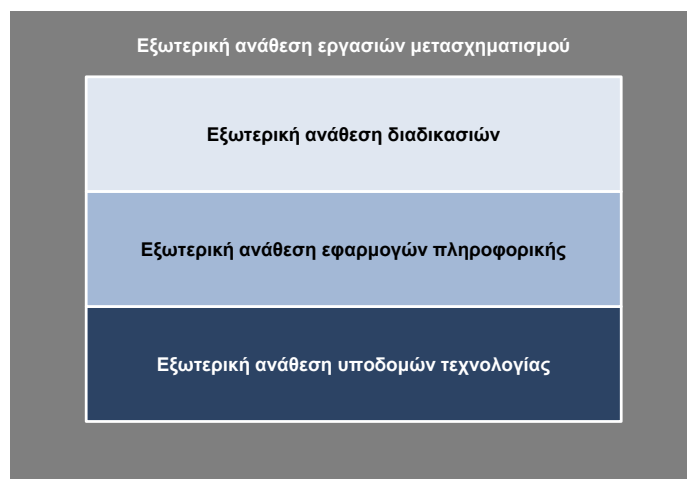 Εξωτερική ανάθεση εργασιών μετασχηματισμού
Εξωτερική ανάθεση διαδικασιών
Εξωτερική ανάθεση εφαρμογών πληροφορικής
Εξωτερική ανάθεση υποδομών τεχνολογίας